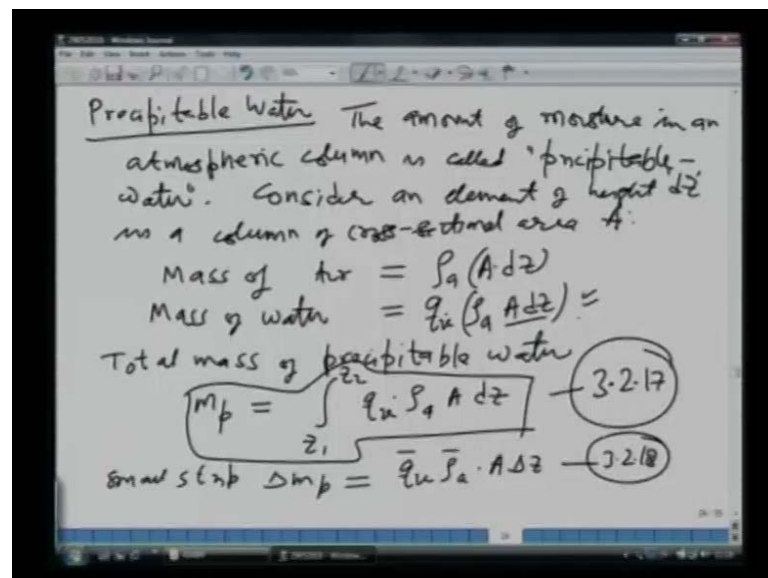 Precipitable Water The amount of moisture in an
atmospheric column is called "precipitable-
water". Consider an element of height dz
in a column of cross-sectional area A:
Mass of Air = ρa (A dz)
Mass of water = qv (ρa A dz) =
Total mass of precipitable water
mp = ∫ z1 z2 qv ρa A dz — 3.2.17
small strip Δmp = q̄v ρ̄a · A Δz — 3.2.18